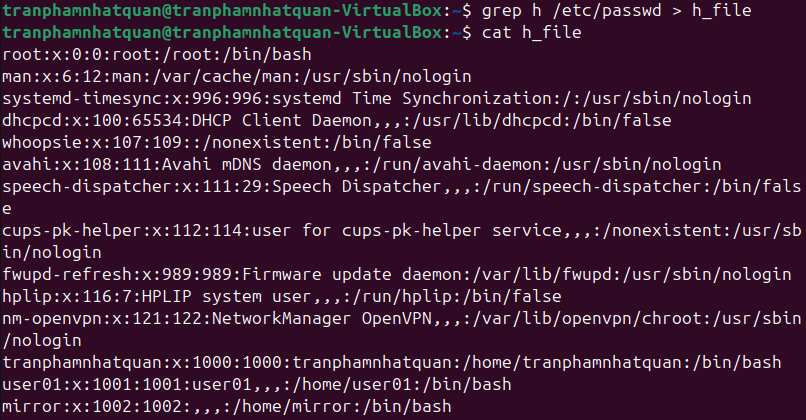 tranphamnhatquan@tranphamnhatquan-VirtualBox:~$ grep h /etc/passwd > h_file
tranphamnhatquan@tranphamnhatquan-VirtualBox:~$ cat h_file
root:x:0:0:root:/root:/bin/bash
man:x:6:12:man:/var/cache/man:/usr/sbin/nologin
systemd-timesync:x:996:996:systemd Time Synchronization:/:/usr/sbin/nologin
dhcpcd:x:100:65534:DHCP Client Daemon,,,:/usr/lib/dhcpcd:/bin/false
whoopsie:x:107:109::/nonexistent:/bin/false
avahi:x:108:111:Avahi mDNS daemon,,,:/run/avahi-daemon:/usr/sbin/nologin
speech-dispatcher:x:111:29:Speech Dispatcher,,,:/run/speech-dispatcher:/bin/fals
e
cups-pk-helper:x:112:114:user for cups-pk-helper service,,,:/nonexistent:/usr/sb
in/nologin
fwupd-refresh:x:989:989:Firmware update daemon:/var/lib/fwupd:/usr/sbin/nologin
hplip:x:116:7:HPLIP system user,,,:/run/hplip:/bin/false
nm-openvpn:x:121:122:NetworkManager OpenVPN,,,:/var/lib/openvpn/chroot:/usr/sbin
/nologin
tranphamnhatquan:x:1000:1000:tranphamnhatquan:/home/tranphamnhatquan:/bin/bash
user01:x:1001:1001:user01,,,:/home/user01:/bin/bash
mirror:x:1002:1002:,,,:/home/mirror:/bin/bash